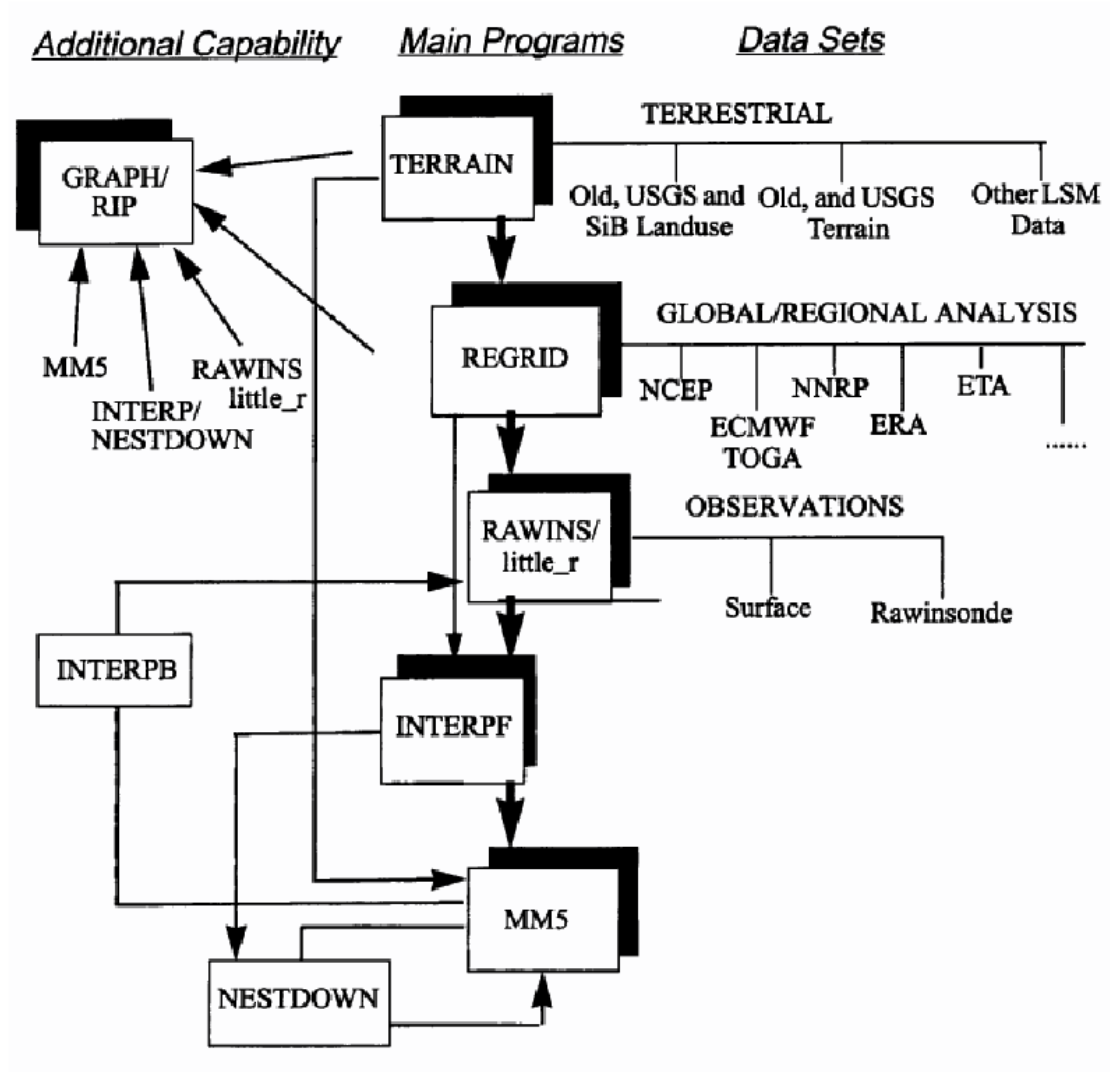 Additional Capability
Main Programs
Data Sets
TERRESTRIAL
TERRAIN
GRAPH/
RIP
Old, USGS and
SiB Landuse
Old, and USGS
Terrain
Other LSM
Data
GLOBAL/REGIONAL ANALYSIS
REGRID
MM5
INTERP/
NESTDOWN
RAWINS
little_r
NCEP
ECMWF
TOGA
NNRP
ERA
ETA
......
OBSERVATIONS
RAWINS/
little_r
Surface
Rawinsonde
INTERPB
INTERPF
MM5
NESTDOWN